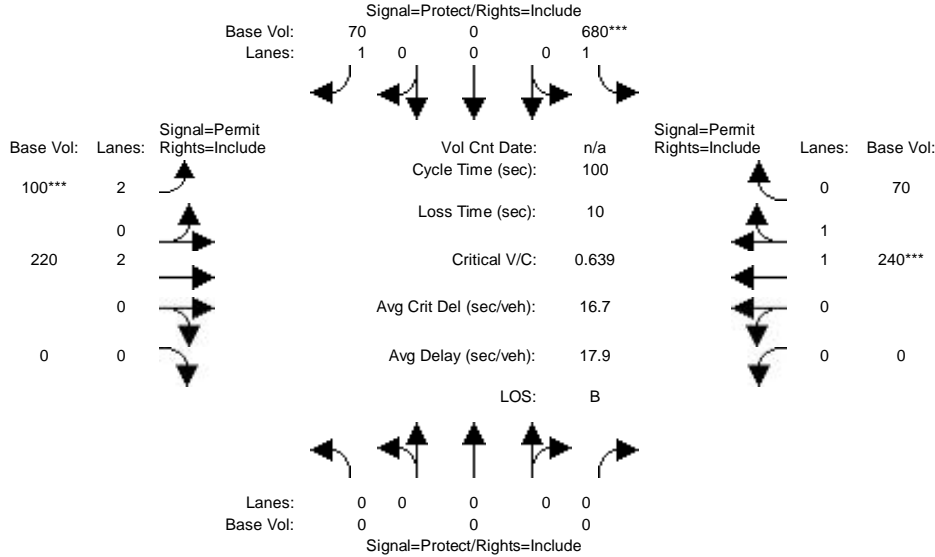 Signal=Protect/Rights=Include
Base Vol: 70 0 680***
Lanes: 1 0 0 0 1
Signal=Permit
Base Vol: Lanes: Rights=Include
Vol Cnt Date: n/a
Signal=Permit
Rights=Include Lanes: Base Vol:
Cycle Time (sec): 100
100*** 2
0 70
Loss Time (sec): 10
0
1
220 2
Critical V/C: 0.639
1 240***
0
Avg Crit Del (sec/veh): 16.7
0
0 0
Avg Delay (sec/veh): 17.9
0 0
LOS: B
Lanes: 0 0 0 0 0
Base Vol: 0 0 0
Signal=Protect/Rights=Include